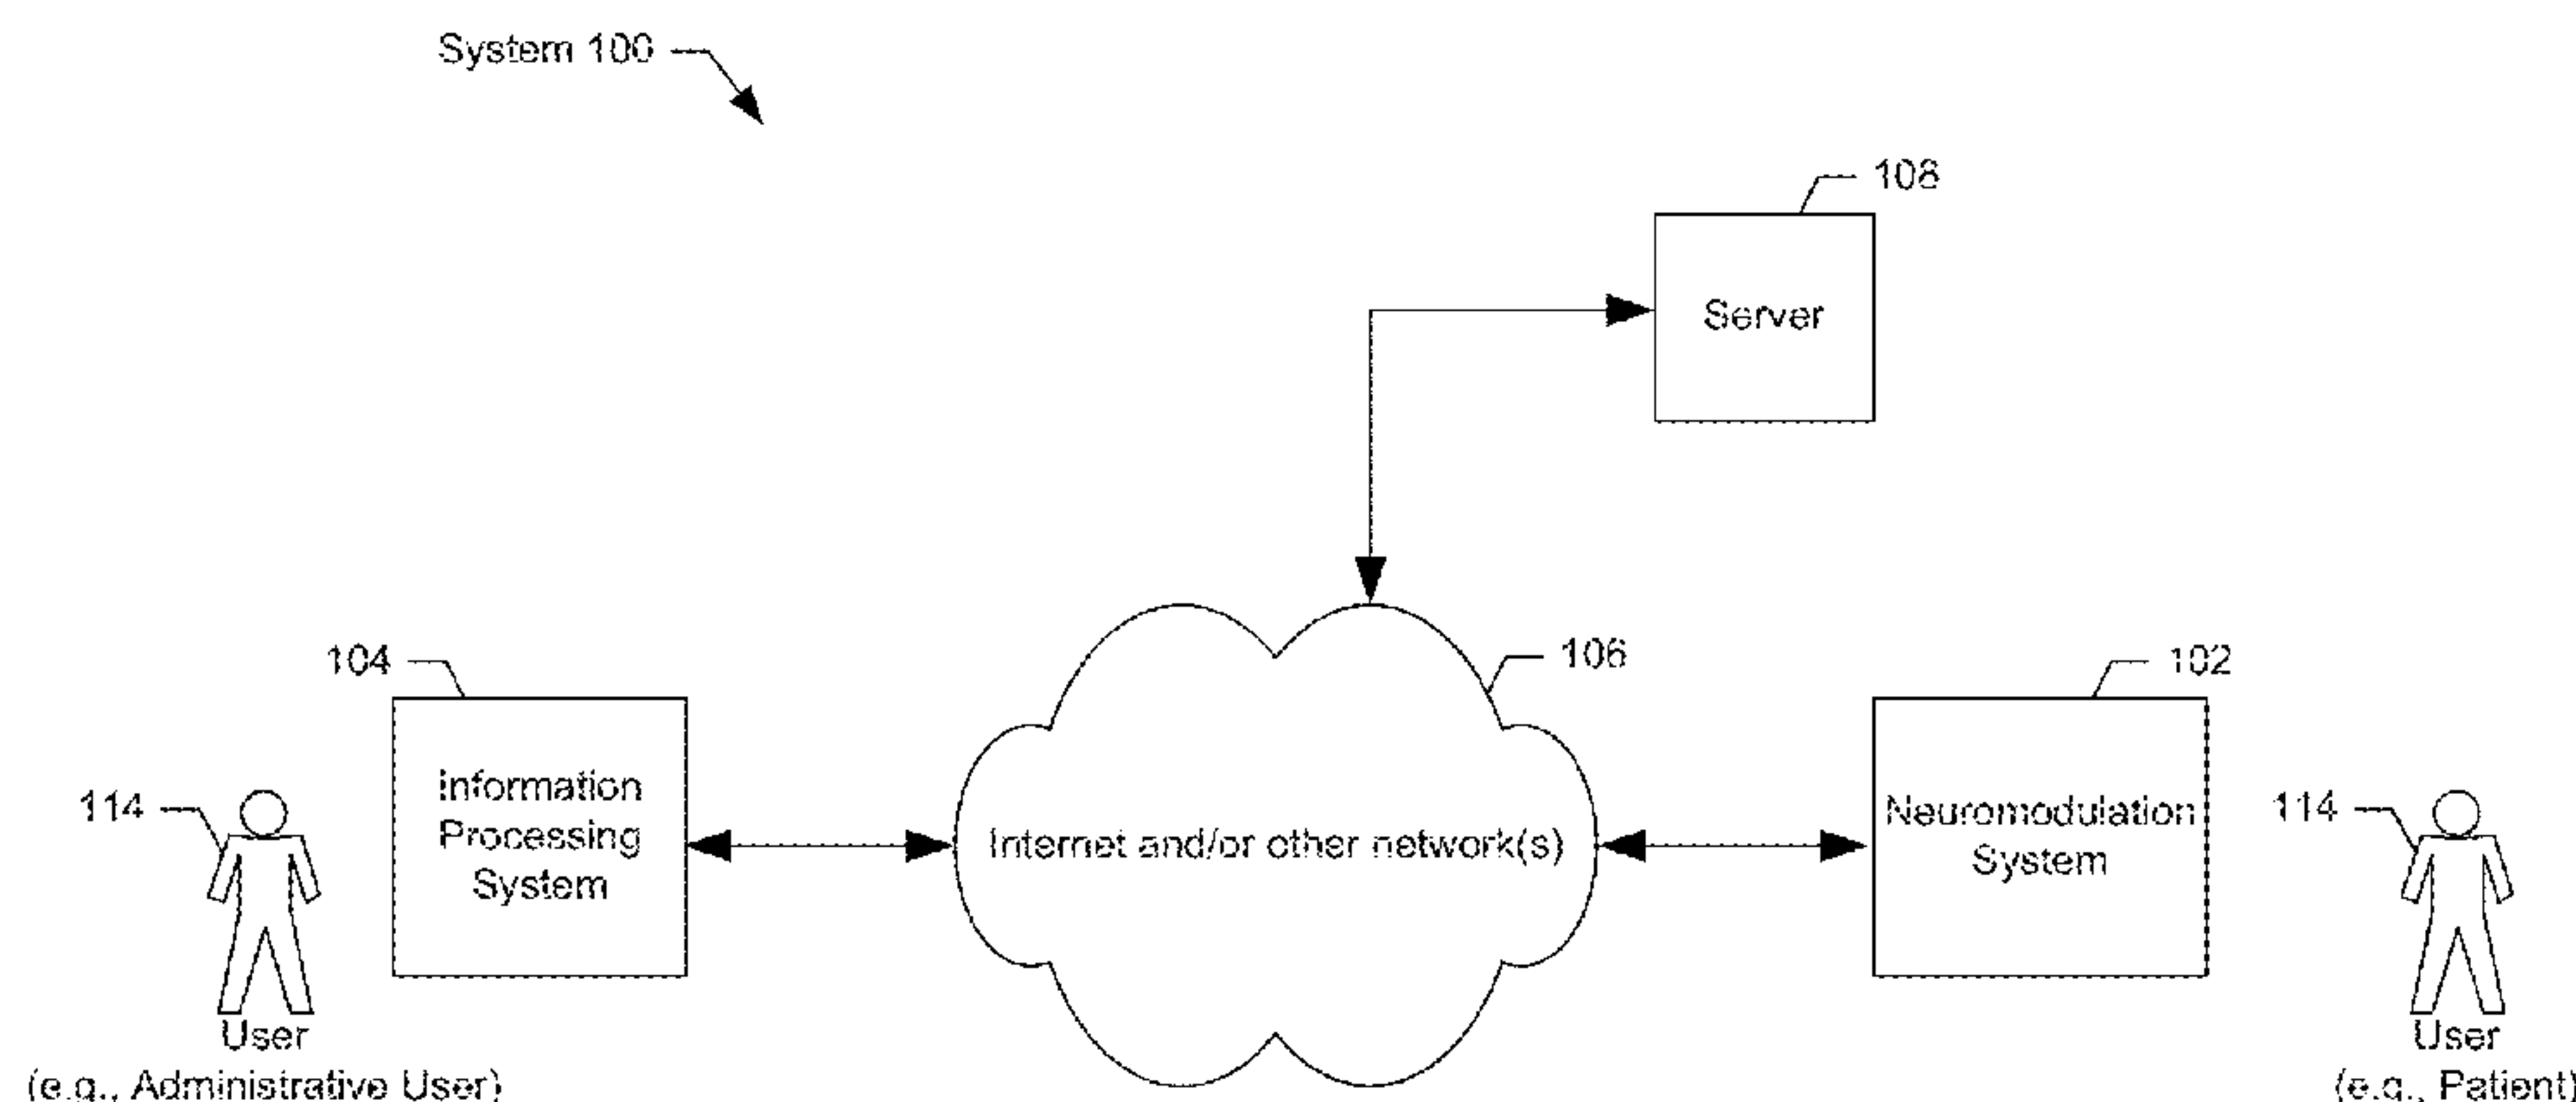 System 100
108
Server
104
106
102
114
Information
Processing
System
Internet and/or other network(s)
Neuromodulation
System
114
User
(e.g., Administrative User)
User
(e.g., Patient)